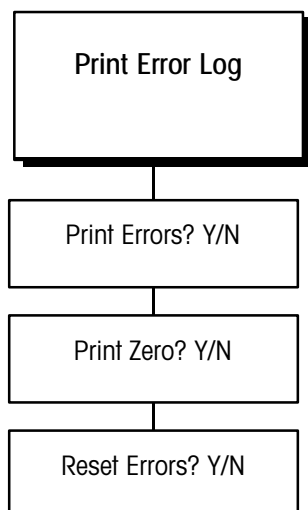 Print Error Log
Print Errors? Y/N
Print Zero? Y/N
Reset Errors? Y/N